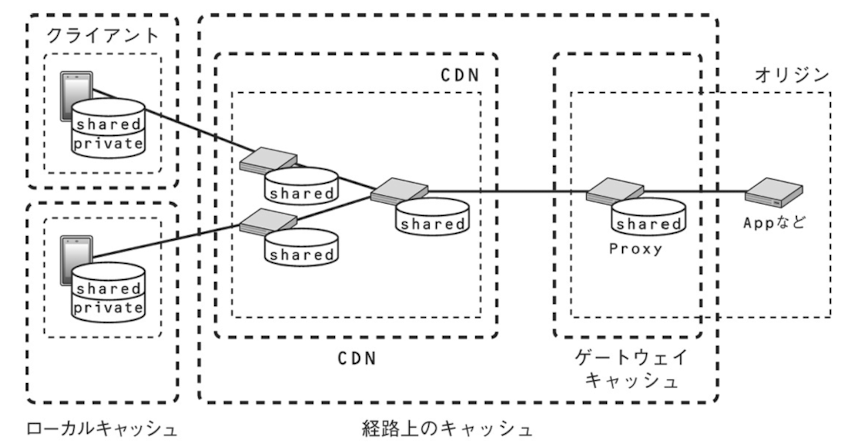 クライアント
shared
private
shared
private
ローカルキャッシュ
CDN
shared
shared
shared
CDN
shared
Proxy
ゲートウェイ
キャッシュ
経路上のキャッシュ
オリジン
Appなど